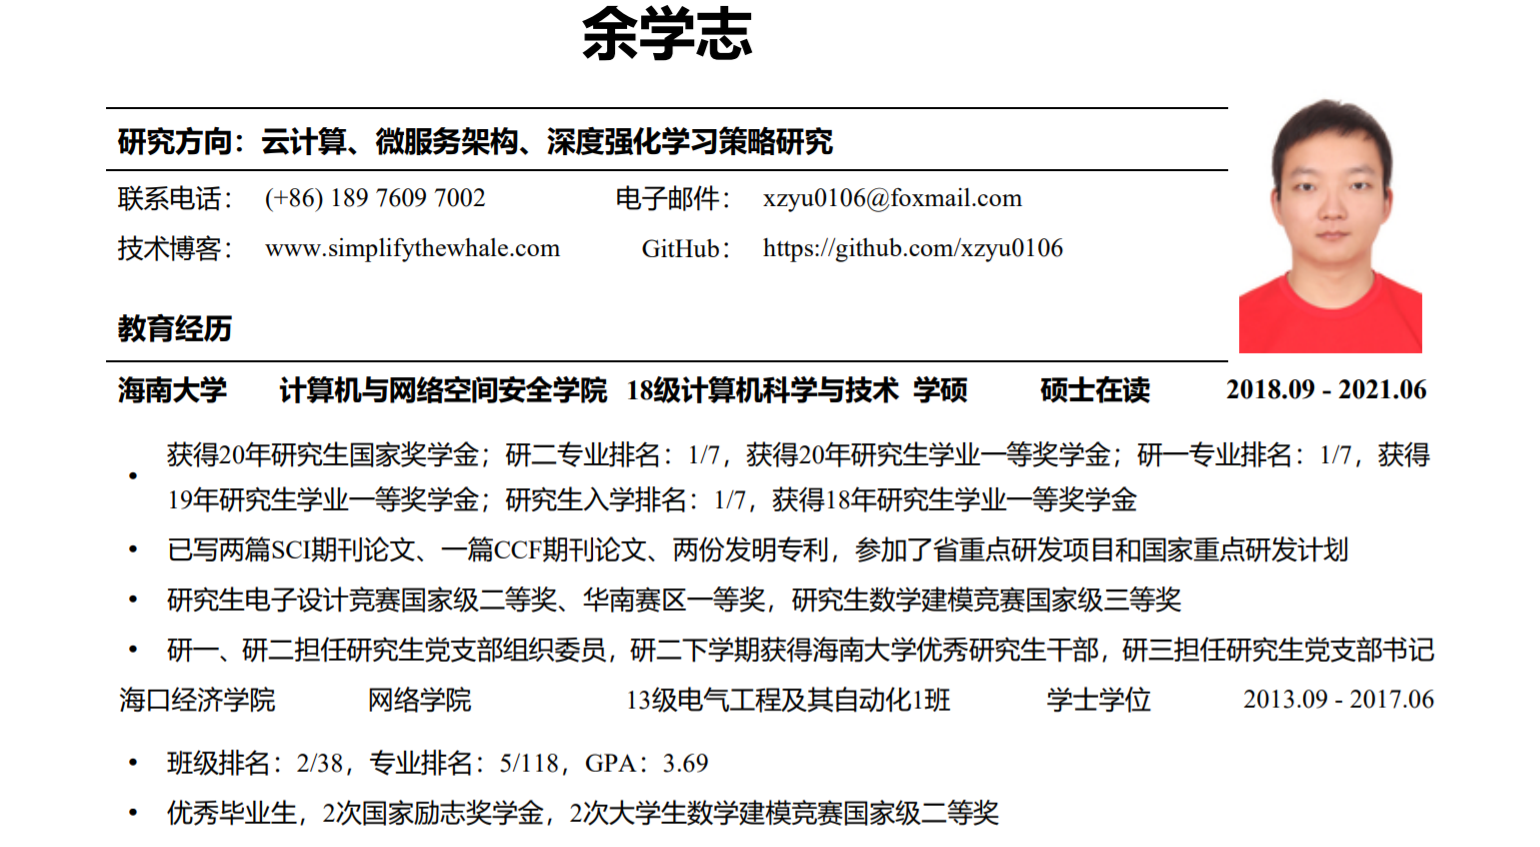 余学志
研究方向：云计算、微服务架构、深度强化学习策略研究
联系电话： (+86) 189 7609 7002 电子邮件： xzyu0106@foxmail.com
技术博客： www.simplifythewhale.com GitHub： https://github.com/xzyu0106
教育经历
海南大学 计算机与网络空间安全学院 18级计算机科学与技术 学硕 硕士在读 2018.09 - 2021.06
• 获得20年研究生国家奖学金；研二专业排名：1/7，获得20年研究生学业一等奖学金；研一专业排名：1/7，获得
19年研究生学业一等奖学金；研究生入学排名：1/7，获得18年研究生学业一等奖学金
• 已写两篇SCI期刊论文、一篇CCF期刊论文、两份发明专利，参加了省重点研发项目和国家重点研发计划
• 研究生电子设计竞赛国家级二等奖、华南赛区一等奖，研究生数学建模竞赛国家级三等奖
• 研一、研二担任研究生党支部组织委员，研二下学期获得海南大学优秀研究生干部，研三担任研究生党支部书记
海口经济学院 网络学院 13级电气工程及其自动化1班 学士学位 2013.09 - 2017.06
• 班级排名：2/38，专业排名：5/118，GPA：3.69
• 优秀毕业生，2次国家励志奖学金，2次大学生数学建模竞赛国家级二等奖